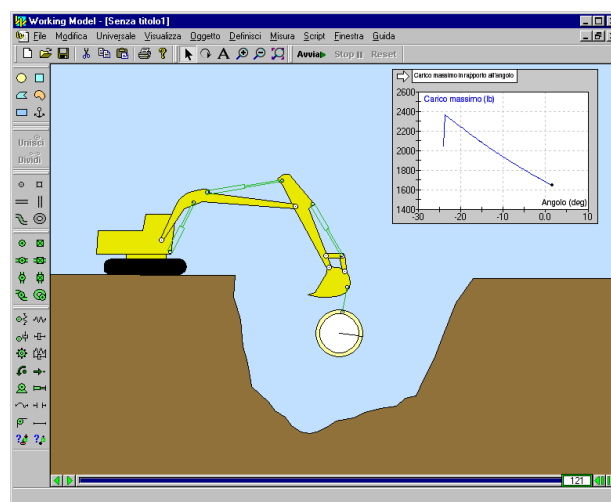 Working Model - [Senza titolo1]
File Modifica Universale Visualizza Oggetto Definisci Misura Script Finestra Guida
A Avvia Stop Reset
Unisci
Dividi
Carico massimo in rapporto all'angolo
Carico massimo (lb)
2600
2400
2200
2000
1800
1600
1400
Angolo (deg)
-30 -20 -10 0.0 10
121